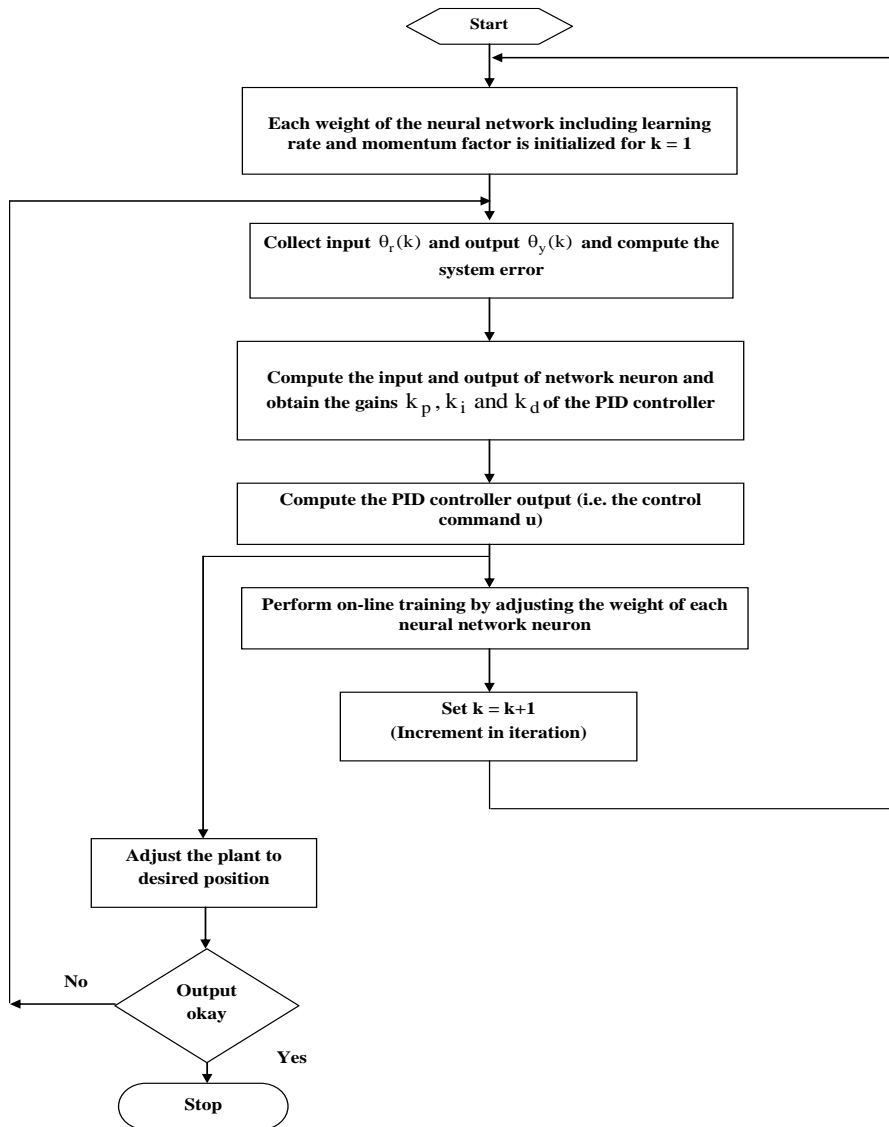 Start
Each weight of the neural network including learning
rate and momentum factor is initialized for k = 1
Collect input θr(k) and output θy(k) and compute the
system error
Compute the input and output of network neuron and
obtain the gains kp, ki and kd of the PID controller
Compute the PID controller output (i.e. the control
command u)
Perform on-line training by adjusting the weight of each
neural network neuron
Set k = k+1
(Increment in iteration)
Adjust the plant to
desired position
No
Output
okay
Yes
Stop